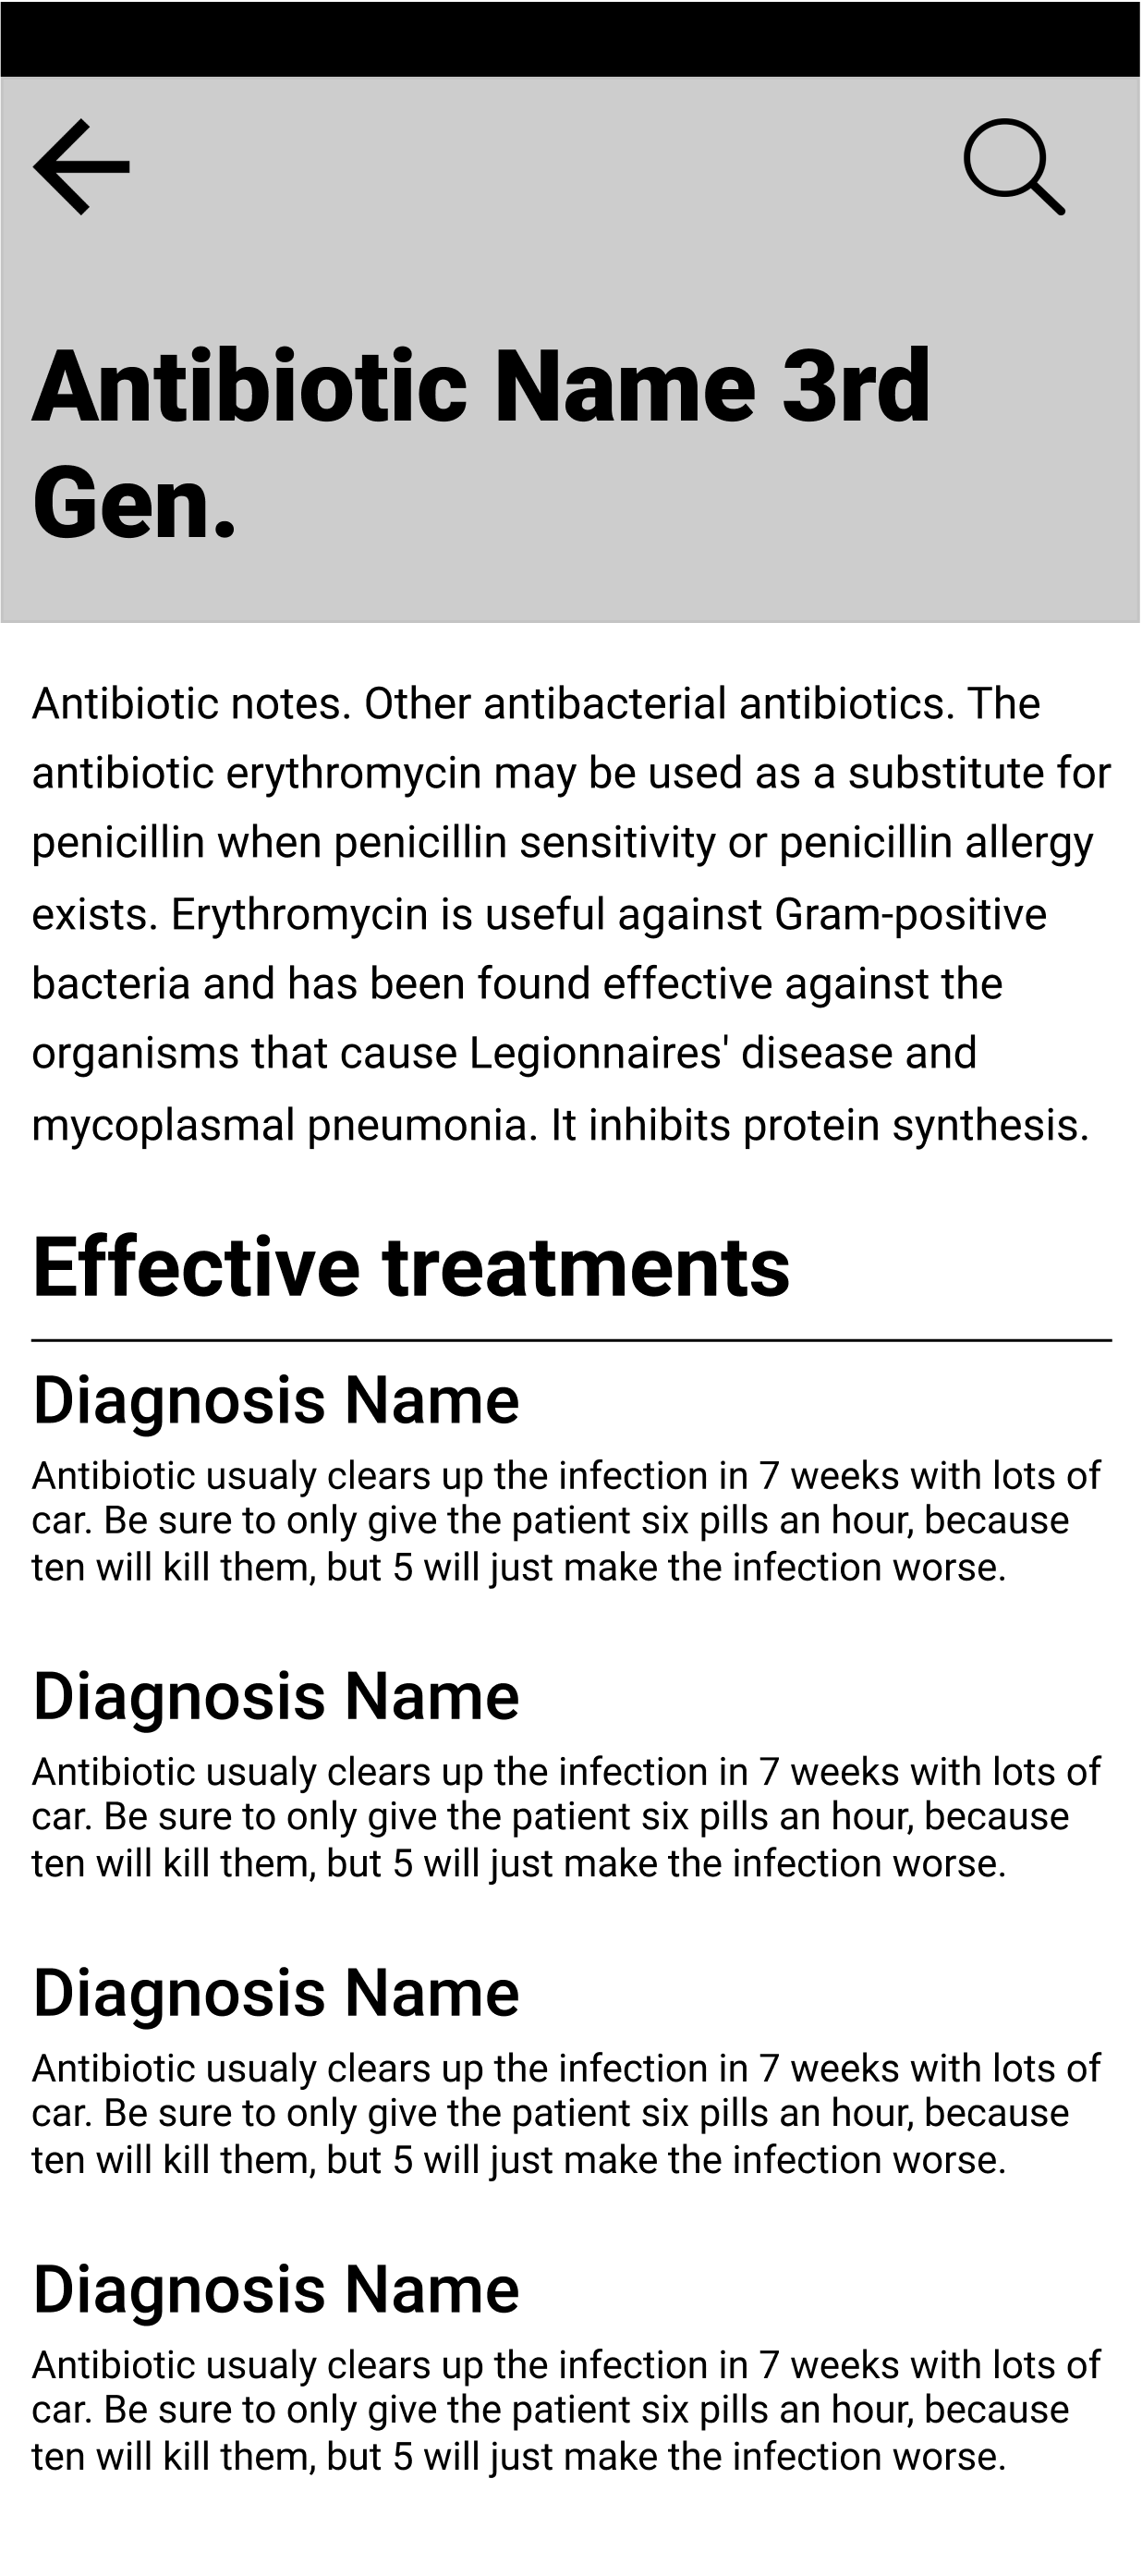 Antibiotic Name 3rd
Gen.
Antibiotic notes. Other antibacterial antibiotics. The
antibiotic erythromycin may be used as a substitute for
penicillin when penicillin sensitivity or penicillin allergy
exists. Erythromycin is useful against Gram-positive
bacteria and has been found effective against the
organisms that cause Legionnaires' disease and
mycoplasmal pneumonia. It inhibits protein synthesis.
Effective treatments
Diagnosis Name
Antibiotic usualy clears up the infection in 7 weeks with lots of
car. Be sure to only give the patient six pills an hour, because
ten will kill them, but 5 will just make the infection worse.
Diagnosis Name
Antibiotic usualy clears up the infection in 7 weeks with lots of
car. Be sure to only give the patient six pills an hour, because
ten will kill them, but 5 will just make the infection worse.
Diagnosis Name
Antibiotic usualy clears up the infection in 7 weeks with lots of
car. Be sure to only give the patient six pills an hour, because
ten will kill them, but 5 will just make the infection worse.
Diagnosis Name
Antibiotic usualy clears up the infection in 7 weeks with lots of
car. Be sure to only give the patient six pills an hour, because
ten will kill them, but 5 will just make the infection worse.